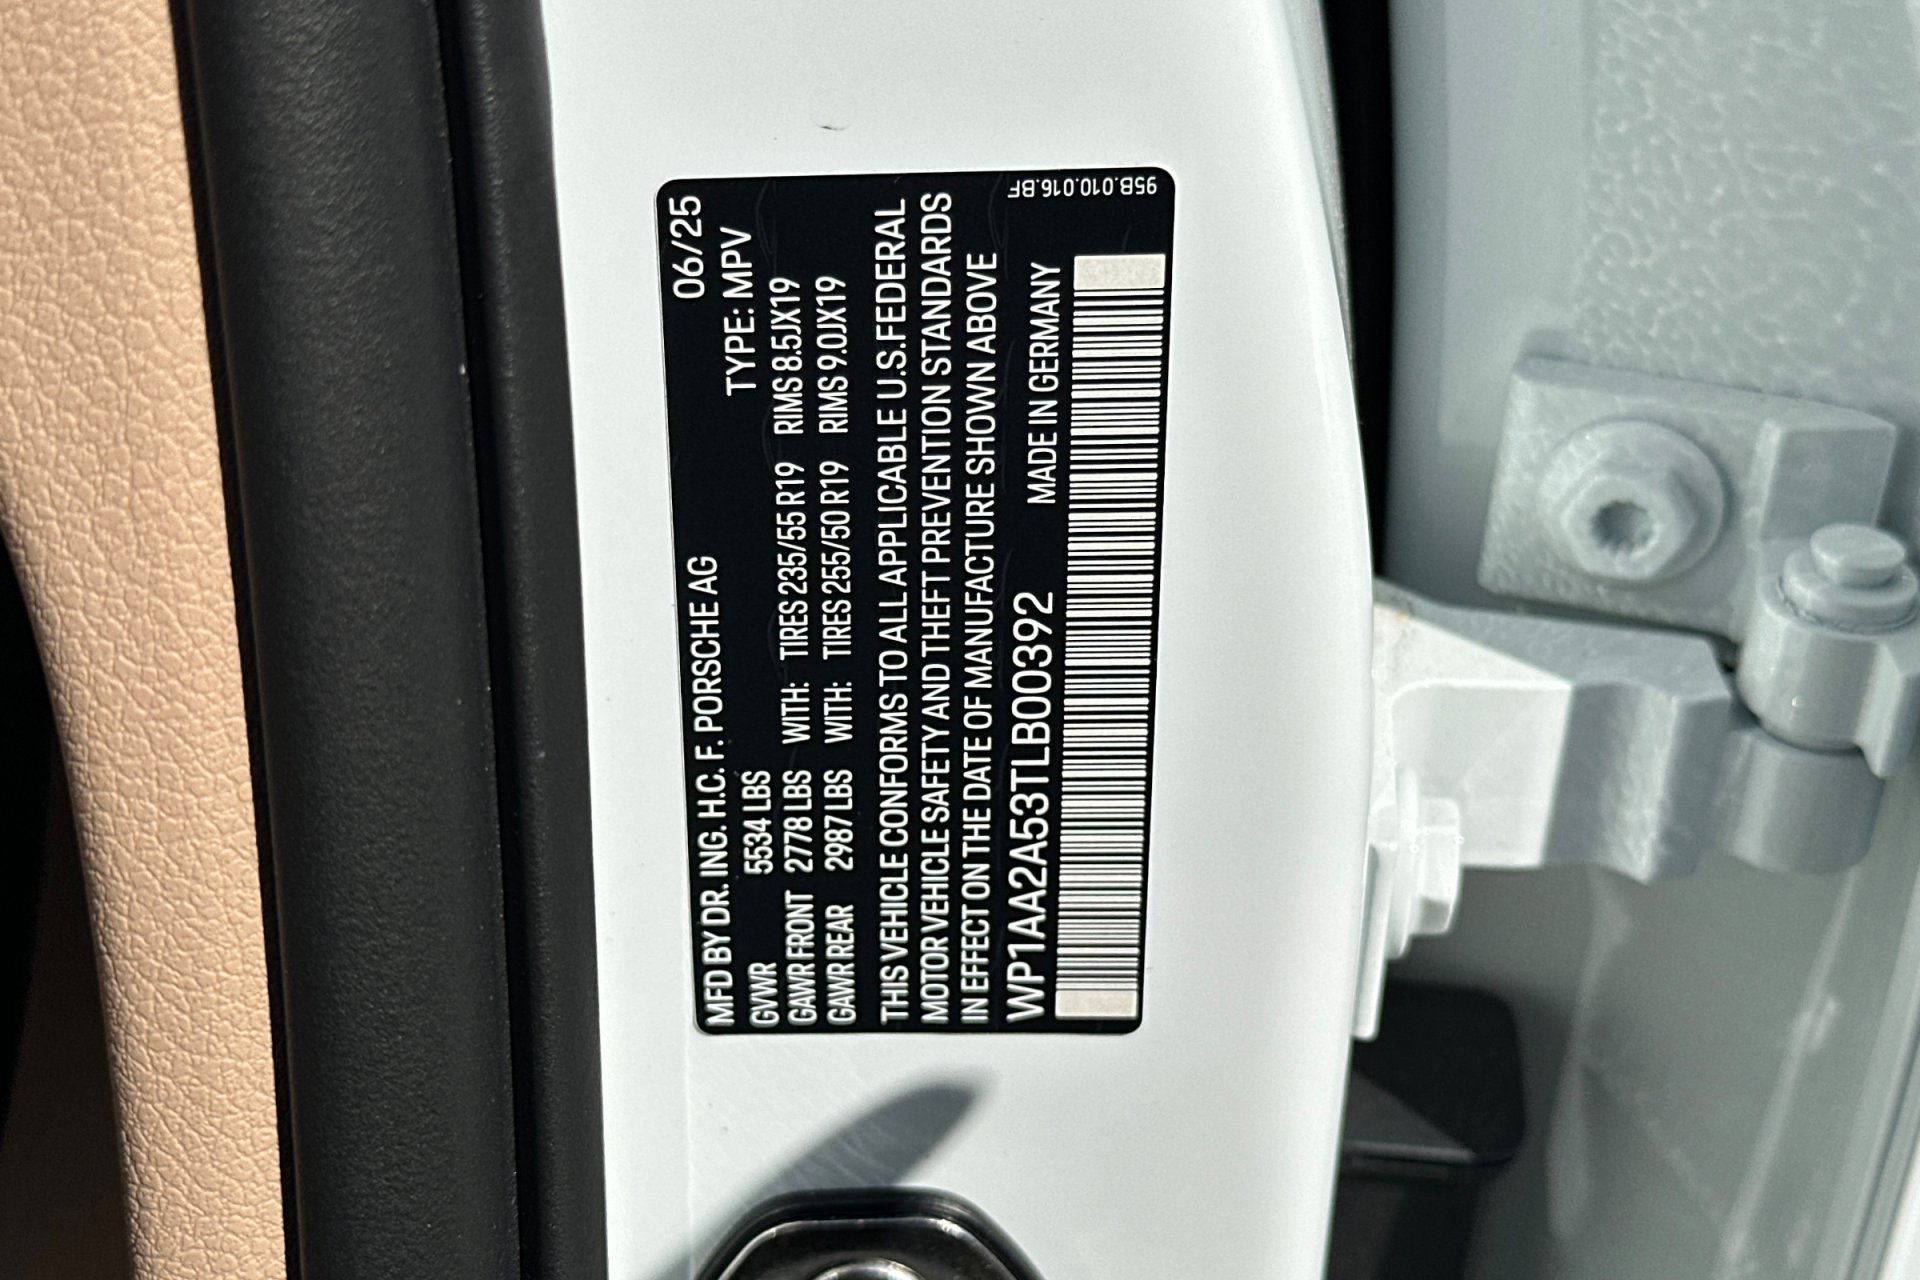 MFD BY DR. ING. H.C. F. PORSCHE AG 06/25
GVWR 5534 LBS TYPE: MPV
GAWR FRONT 2778 LBS WITH: TIRES 235/55 R19 RIMS 8.5JX19
GAWR REAR 2987 LBS WITH: TIRES 255/50 R19 RIMS 9.0JX19
THIS VEHICLE CONFORMS TO ALL APPLICABLE U.S. FEDERAL
MOTOR VEHICLE SAFETY AND THEFT PREVENTION STANDARDS
IN EFFECT ON THE DATE OF MANUFACTURE SHOWN ABOVE
WP1AA2A53TLB00392 MADE IN GERMANY
95B.010.016.BF